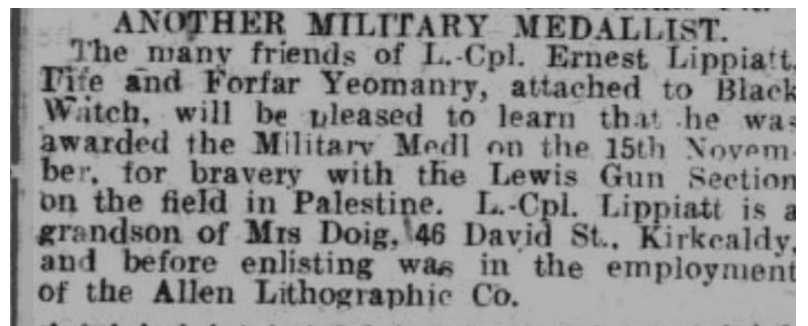 ANOTHER MILITARY MEDALLIST.
The many friends of L.-Cpl. Ernest Lippiatt,
Fife and Forfar Yeomanry, attached to Black
Watch, will be pleased to learn that he was
awarded the Military Medl on the 15th Novem-
ber, for bravery with the Lewis Gun Section
on the field in Palestine. L.-Cpl. Lippiatt is a
grandson of Mrs Doig, 46 David St., Kirkcaldy,
and before enlisting was in the employment
of the Allen Lithographic Co.